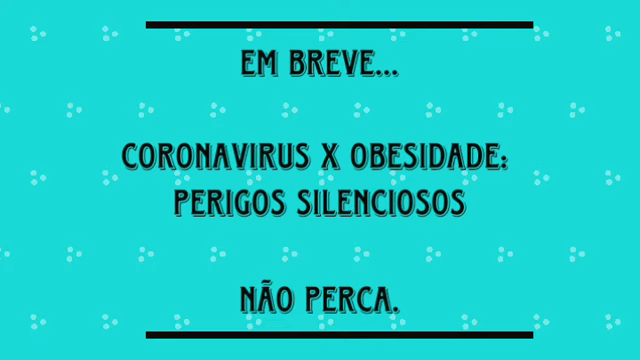 EM BREVE...
CORONAVIRUS X OBESIDADE:
PERIGOS SILENCIOSOS
NÃO PERCA.